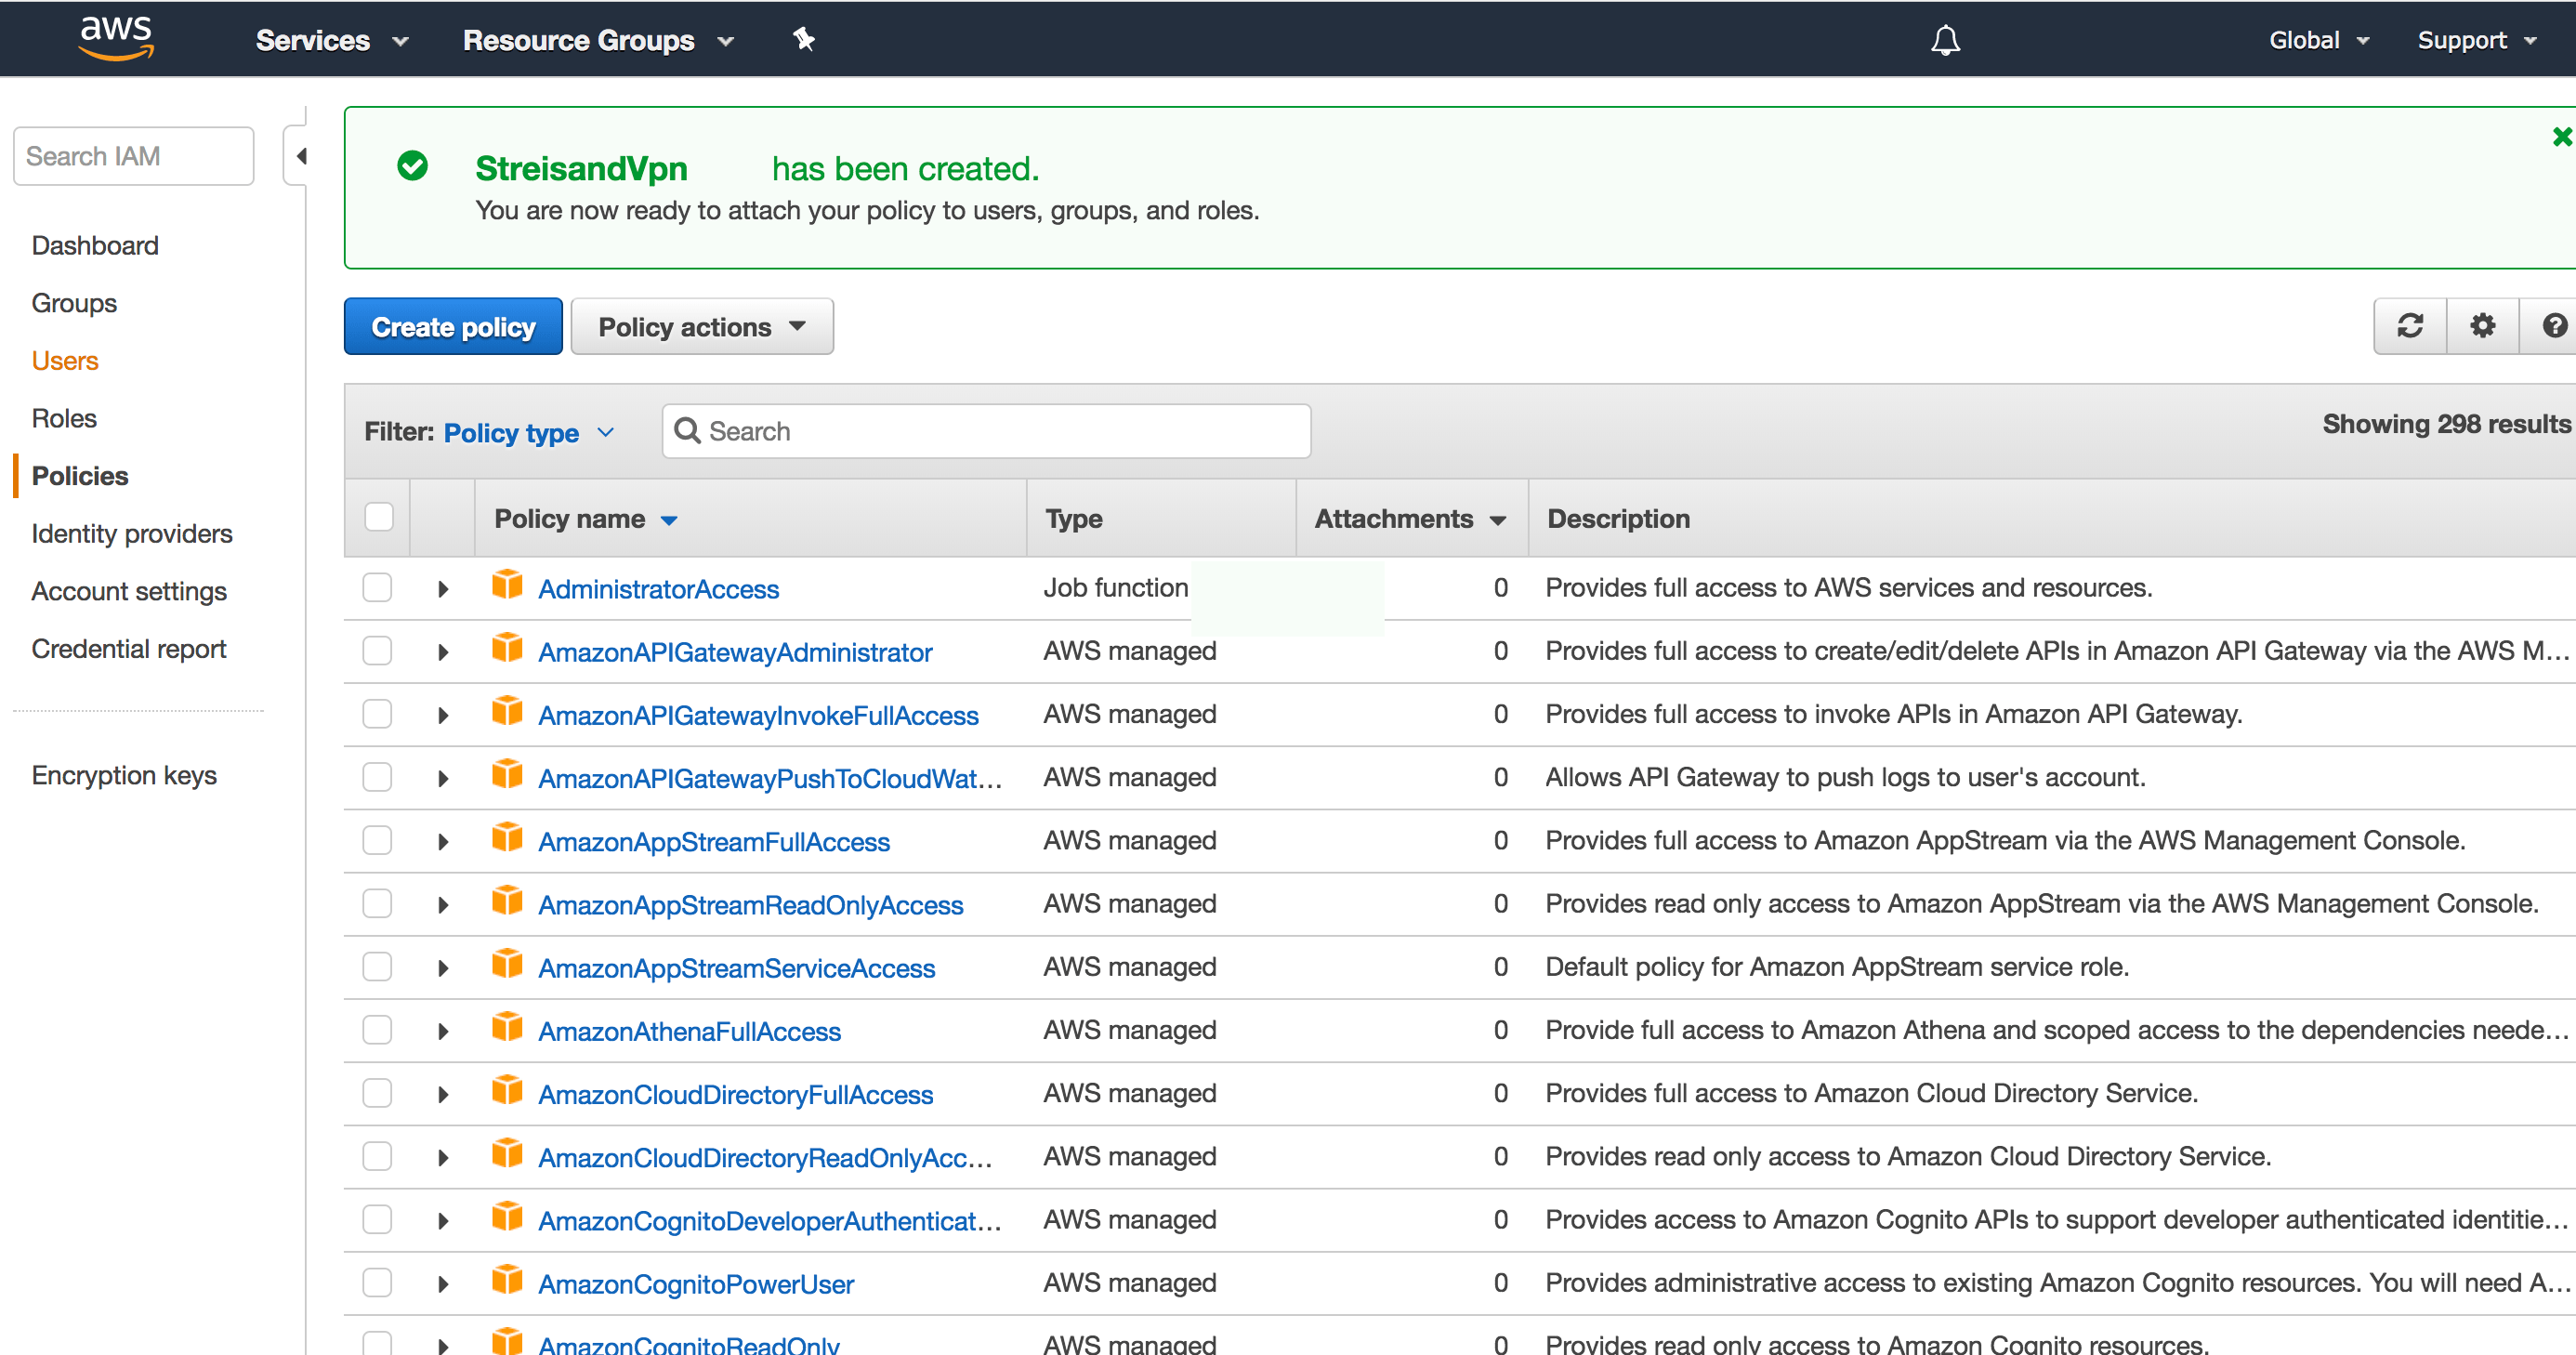 aws Services Resource Groups Global Support
Search IAM
Dashboard
Groups
Users
Roles
Policies
Identity providers
Account settings
Credential report
Encryption keys
StreisandVpn has been created.
You are now ready to attach your policy to users, groups, and roles.
Create policy Policy actions
Filter: Policy type Search Showing 298 results
Policy name Type Attachments Description
AdministratorAccess Job function 0 Provides full access to AWS services and resources.
AmazonAPIGatewayAdministrator AWS managed 0 Provides full access to create/edit/delete APIs in Amazon API Gateway via the AWS M...
AmazonAPIGatewayInvokeFullAccess AWS managed 0 Provides full access to invoke APIs in Amazon API Gateway.
AmazonAPIGatewayPushToCloudWat... AWS managed 0 Allows API Gateway to push logs to user's account.
AmazonAppStreamFullAccess AWS managed 0 Provides full access to Amazon AppStream via the AWS Management Console.
AmazonAppStreamReadOnlyAccess AWS managed 0 Provides read only access to Amazon AppStream via the AWS Management Console.
AmazonAppStreamServiceAccess AWS managed 0 Default policy for Amazon AppStream service role.
AmazonAthenaFullAccess AWS managed 0 Provide full access to Amazon Athena and scoped access to the dependencies neede...
AmazonCloudDirectoryFullAccess AWS managed 0 Provides full access to Amazon Cloud Directory Service.
AmazonCloudDirectoryReadOnlyAcc... AWS managed 0 Provides read only access to Amazon Cloud Directory Service.
AmazonCognitoDeveloperAuthenticat... AWS managed 0 Provides access to Amazon Cognito APIs to support developer authenticated identitie...
AmazonCognitoPowerUser AWS managed 0 Provides administrative access to existing Amazon Cognito resources. You will need A...
AmazonCognitoReadOnly AWS managed 0 Provides read only access to Amazon Cognito resources.